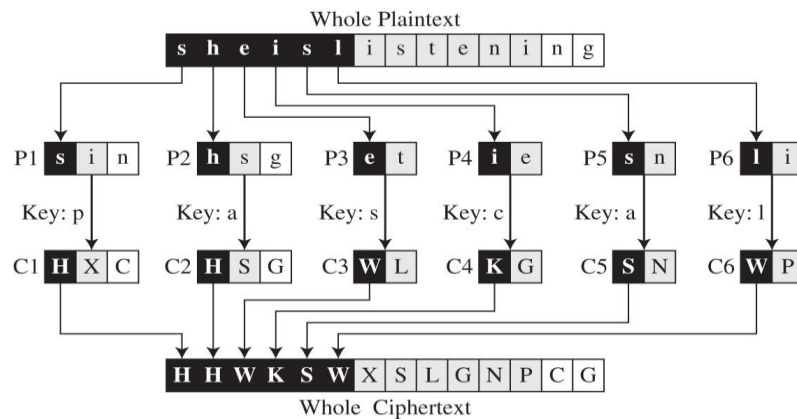 Whole Plaintext
s h e i s l i s t e n i n g
P1 s i n P2 h s g P3 e t P4 i e P5 s n P6 l i
Key: p Key: a Key: s Key: c Key: a Key: l
C1 H X C C2 H S G C3 W L C4 K G C5 S N C6 W P
H H W K S W X S L G N P C G
Whole Ciphertext